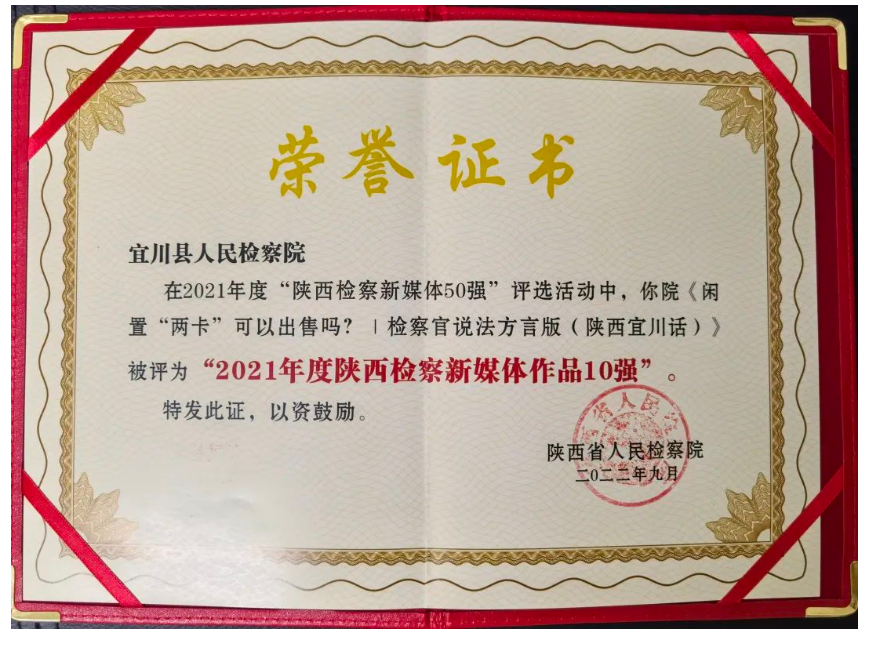 荣誉证书
宜川县人民检察院
在2021年度“陕西检察新媒体50强”评选活动中，你院《闲
置“两卡”可以出售吗？｜检察官说法方言版（陕西宜川话）》
被评为“2021年度陕西检察新媒体作品10强”。
特发此证，以资鼓励。
省人民
陕西省人民检察院
二〇二二年九月